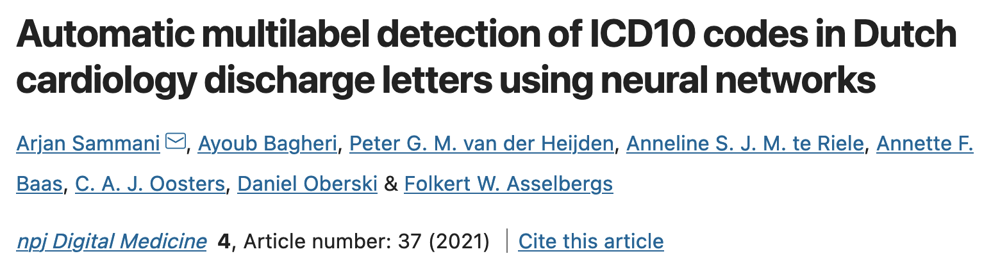 Automatic multilabel detection of ICD10 codes in Dutch
cardiology discharge letters using neural networks
Arjan Sammani, Ayoub Bagheri, Peter G. M. van der Heijden, Anneline S. J. M. te Riele, Annette F.
Baas, C. A. J. Oosters, Daniel Oberski & Folkert W. Asselbergs
npj Digital Medicine 4, Article number: 37 (2021) | Cite this article